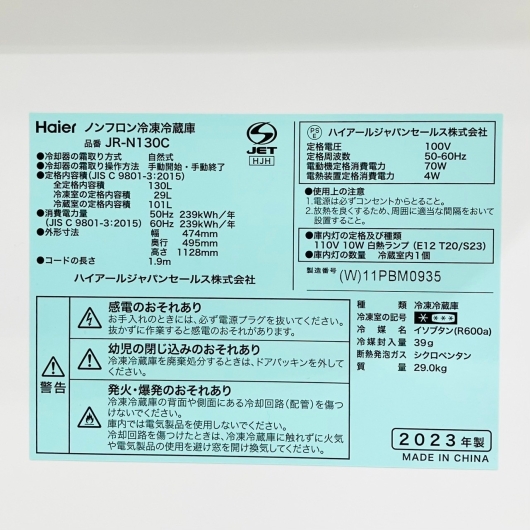 Haier ノンフロン冷凍冷蔵庫
品番 JR-N130C
●冷却器の霜取り方式 自然式
●冷却器の霜取り操作方法 手動開始・手動終了
●定格内容積(JIS C 9801-3:2015)
全定格内容積 130L
冷凍室の定格内容積 29L
冷蔵室の定格内容積 101L
●消費電力量 50Hz 239kWh/年
(JIS C 9801-3:2015) 60Hz 239kWh/年
●外形寸法 幅 474mm
奥行 495mm
高さ 1128mm
●コードの長さ 1.9m
ハイアールジャパンセールス株式会社
S
JET
HJH
PSE ハイアールジャパンセールス株式会社
定格電圧 100V
定格周波数 50-60Hz
電動機定格消費電力 70W
電熱装置定格消費電力 4W
●使用上の注意
1.電源は必ずコンセントからとること。
2.放熱を良くするため、周囲に適当な間隔をおいて
設置すること。
●庫内灯の定格及び種類
110V 10W 白熱ランプ (E12 T20/S23)
●庫内灯の数量 冷蔵室内1個
製造番号 (W)11PBM0935
警告
感電のおそれあり
お手入れのときは、必ず電源プラグを抜いてください。
抜かずに作業すると感電することがあります。
幼児の閉じ込みのおそれあり
冷凍冷蔵庫を廃棄処分するときは、ドアパッキンを外して
ください。
発火・爆発のおそれあり
冷凍冷蔵庫の背面や側面にある冷却回路(配管)を傷つ
けないでください。
庫内では電気製品を使用しないでください。
冷却回路を傷つけたときは、冷凍冷蔵庫に触れずに火気
や電気製品の使用を避け窓を開け換気してください。
種類 冷凍冷蔵庫
冷凍室の記号 ****
冷媒 イソブタン(R600a)
冷媒封入量 39g
断熱発泡ガス シクロペンタン
質量 29.0kg
2023年製
MADE IN CHINA